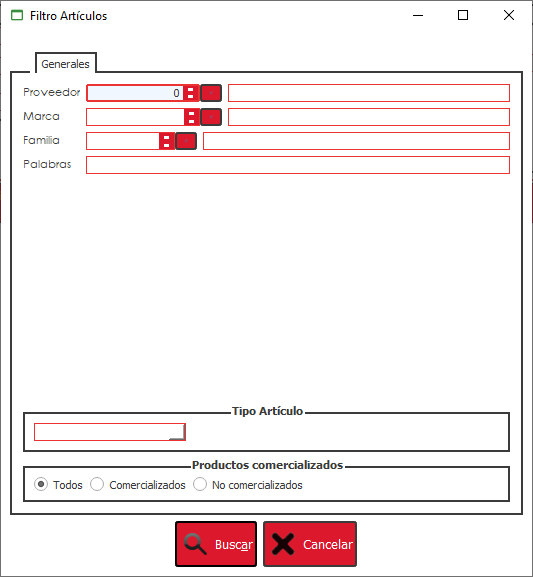 Filtro Artículos
Generales
Proveedor 0
Marca
Familia
Palabras
Tipo Artículo
Productos comercializados
Todos Comercializados No comercializados
Buscar Cancelar